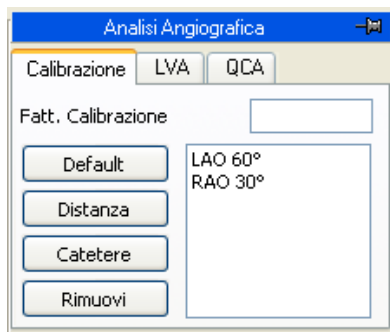 Analisi Angiografica
Calibrazione LVA QCA
Fatt. Calibrazione
Default
Distanza
Catetere
Rimuovi
LAO 60°
RAO 30°